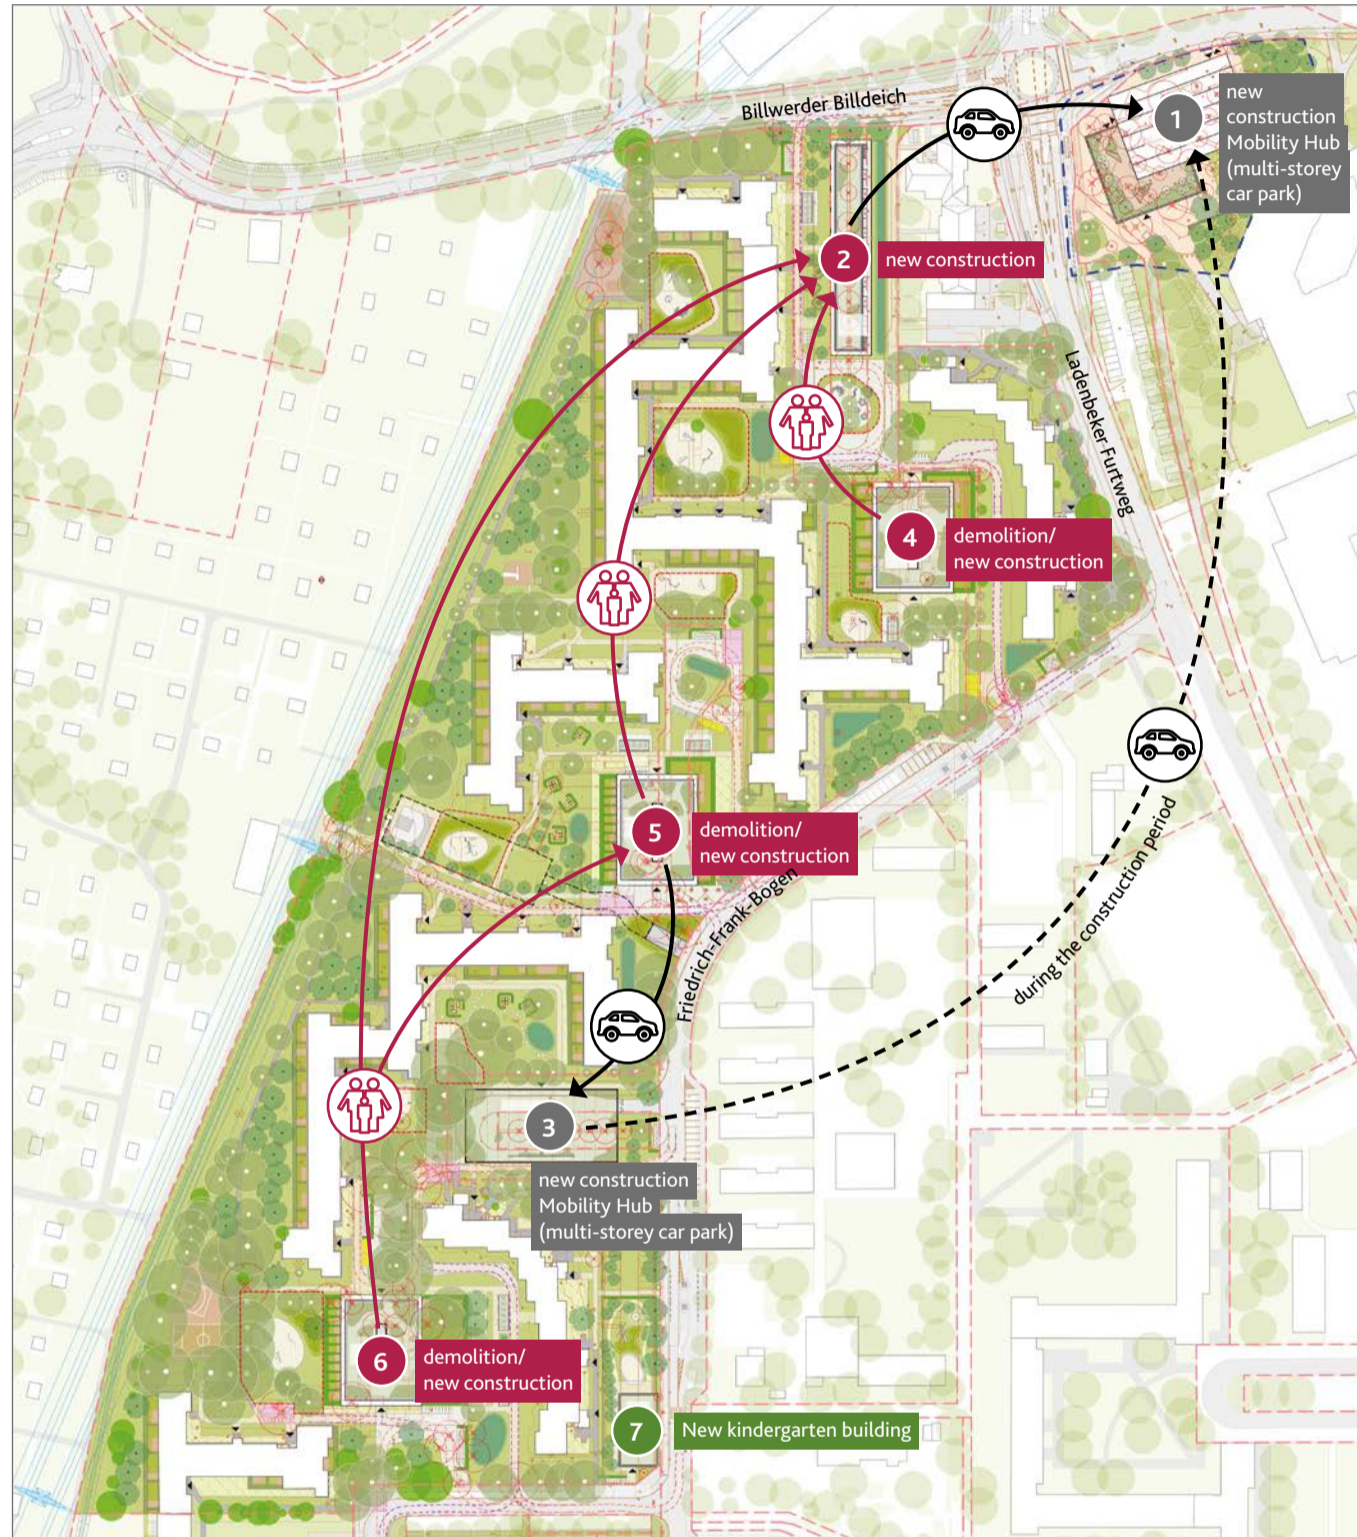 Billwerder Billdeich
1
new
construction
Mobility Hub
(multi-storey
car park)
2
new construction
Ladenbeker Furtweg
4
demolition/
new construction
5
demolition/
new construction
Friedrich-Frank-Bogen
during the construction period
3
new construction
Mobility Hub
(multi-storey car park)
6
demolition/
new construction
7
New kindergarten building